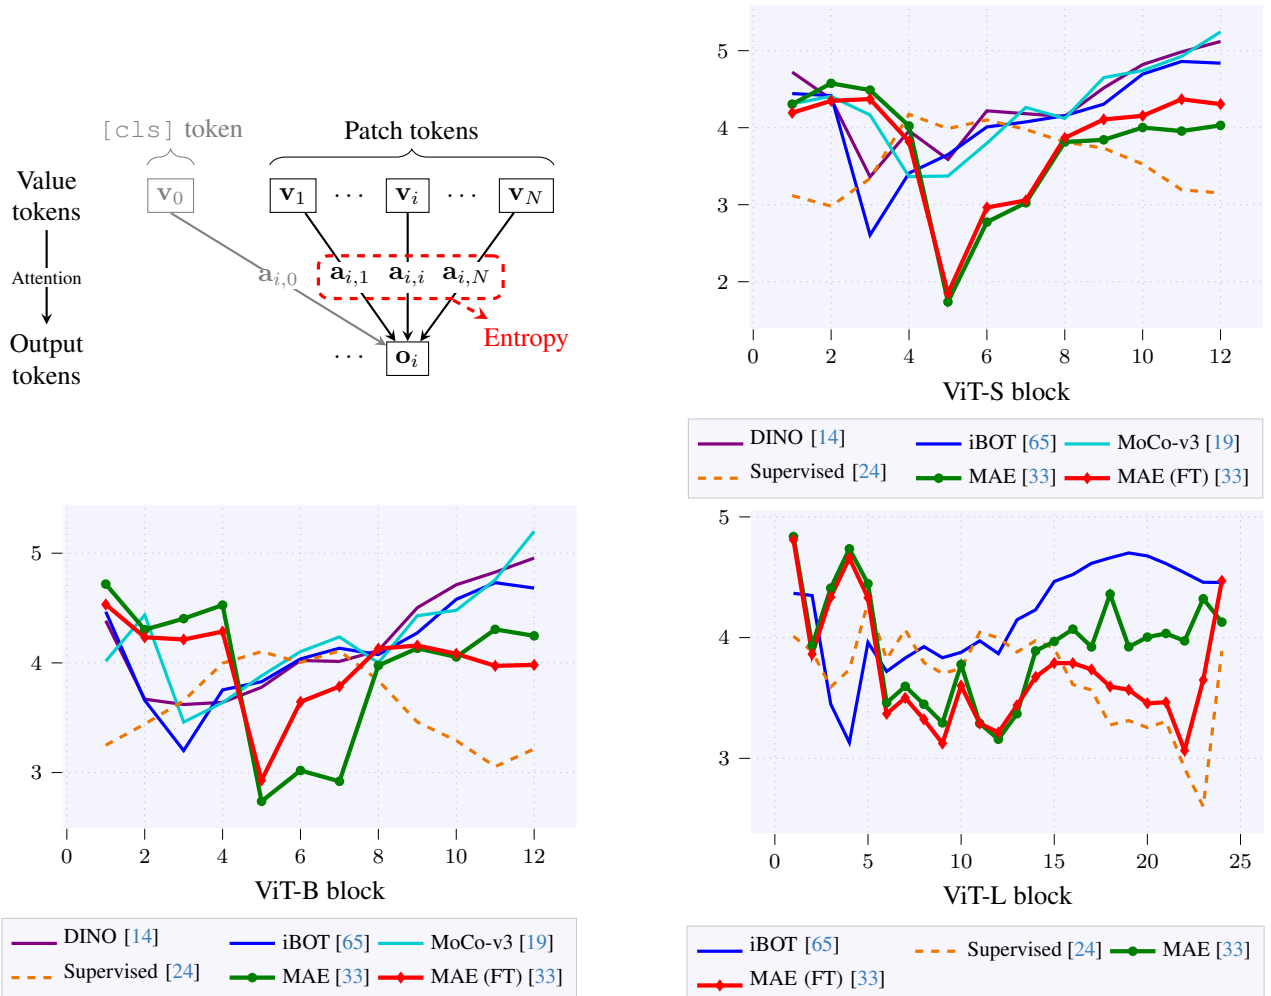 [cls] token
Patch tokens
Value
tokens
v0
v1 ··· vi ··· vN
Attention
ai,0 ai,1 ai,i ai,N
Entropy
Output
tokens
··· oi
5
4
3
2
0 2 4 6 8 10 12
ViT-S block
DINO [14] iBOT [65] MoCo-v3 [19]
Supervised [24] MAE [33] MAE (FT) [33]
5
4
3
0 2 4 6 8 10 12
ViT-B block
DINO [14] iBOT [65] MoCo-v3 [19]
Supervised [24] MAE [33] MAE (FT) [33]
5
4
3
0 5 10 15 20 25
ViT-L block
iBOT [65] Supervised [24] MAE [33]
MAE (FT) [33]